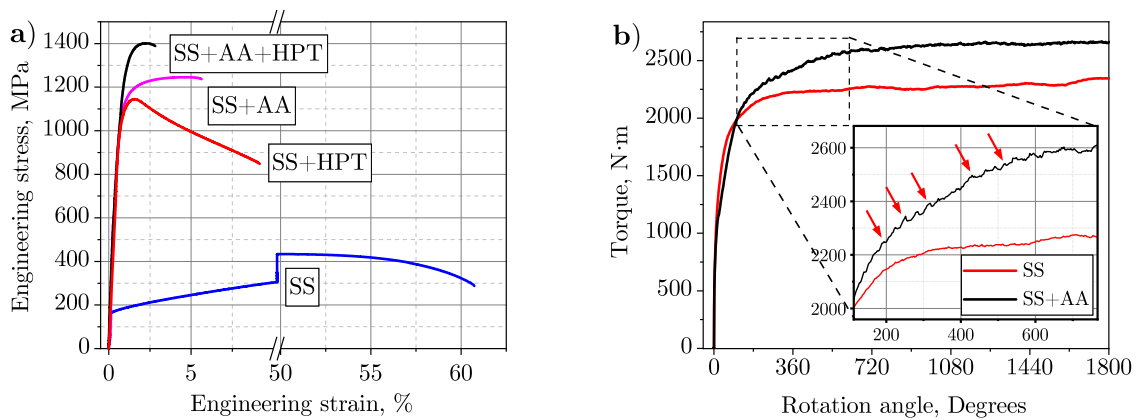 a)
Engineering stress, MPa
1400
1200
1000
800
600
400
200
0
SS+AA+HPT
SS+AA
SS+HPT
SS
0 5 50 55 60
Engineering strain, %
b)
Torque, N·m
2500
2000
1500
1000
500
0
2600
2400
2200
2000
200 400 600
SS
SS+AA
0 360 720 1080 1440 1800
Rotation angle, Degrees